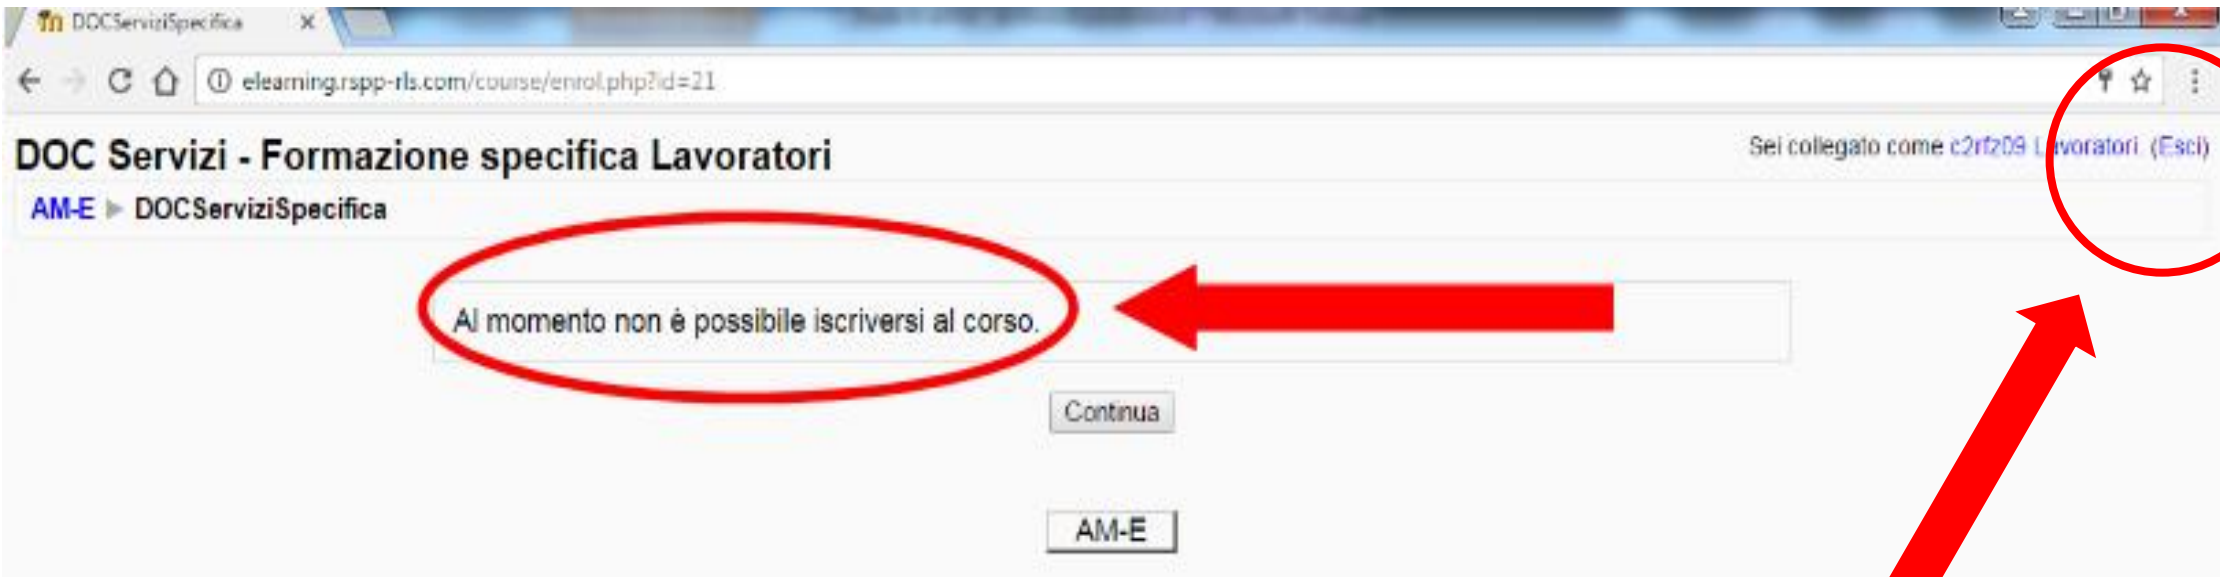 DOCServiziSpecifica
elearning.rspp-rls.com/course/enrol.php?id=21
DOC Servizi - Formazione specifica Lavoratori
Sei collegato come c2rfz09 Lavoratori (Esci)
AM-E ► DOCServiziSpecifica
Al momento non è possibile iscriversi al corso.
Continua
AM-E